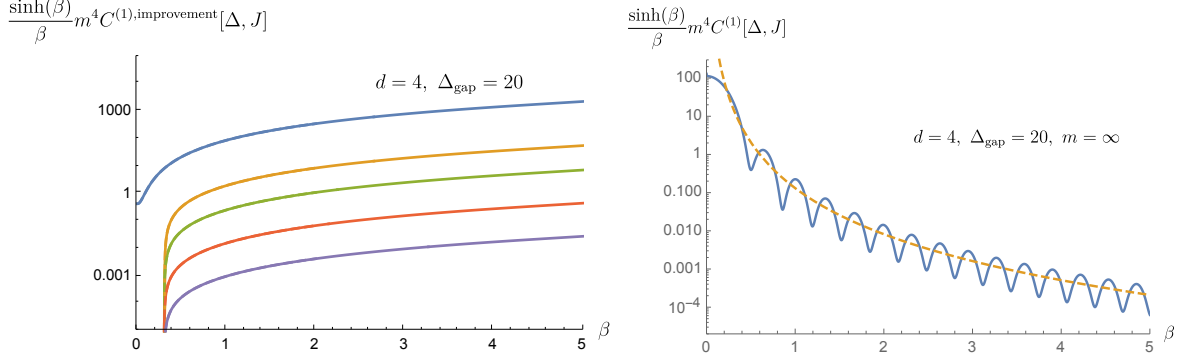 sinh(β)/β m⁴C⁽¹⁾,improvement[Δ, J]
d = 4, Δgap = 20
1000
1
0.001
0 1 2 3 4 5 β
sinh(β)/β m⁴C⁽¹⁾[Δ, J]
d = 4, Δgap = 20, m = ∞
100
10
1
0.100
0.010
0.001
10⁻⁴
0 1 2 3 4 5 β